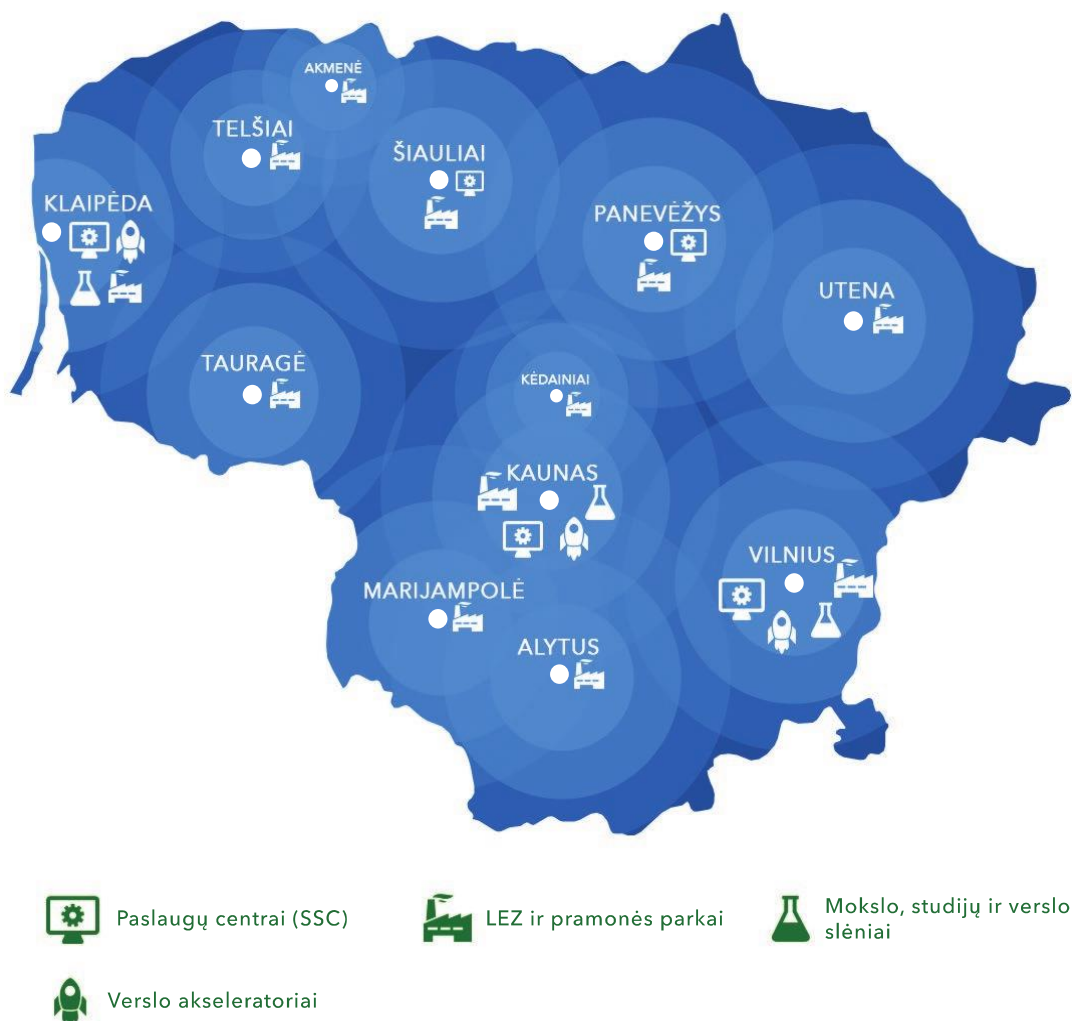 AKMENĖ
TELŠIAI
ŠIAULIAI
KLAIPĖDA
PANEVĖŽYS
UTENA
TAURAGĖ
KĖDAINIAI
KAUNAS
VILNIUS
MARIJAMPOLĖ
ALYTUS
Paslaugų centrai (SSC)
LEZ ir pramonės parkai
Mokslo, studijų ir verslo
slėniai
Verslo akseleratoriai